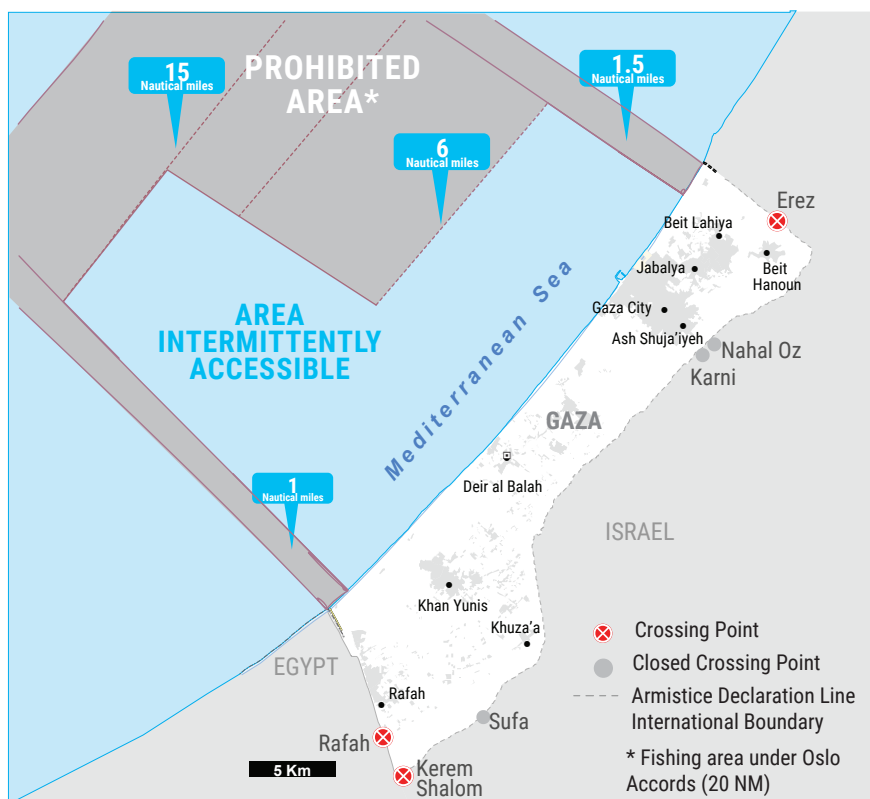 15
Nautical miles
PROHIBITED
AREA*
1.5
Nautical miles
6
Nautical miles
Erez
Beit Lahiya
Jabalya
Beit
Hanoun
Gaza City
Ash Shuja'iyeh
Nahal Oz
Karni
AREA
INTERMITTENTLY
ACCESSIBLE
Mediterranean Sea
GAZA
Deir al Balah
1
Nautical miles
ISRAEL
Khan Yunis
Khuza'a
EGYPT
Rafah
Sufa
Rafah
Kerem
Shalom
5 Km
Crossing Point
Closed Crossing Point
Armistice Declaration Line
International Boundary
* Fishing area under Oslo
Accords (20 NM)